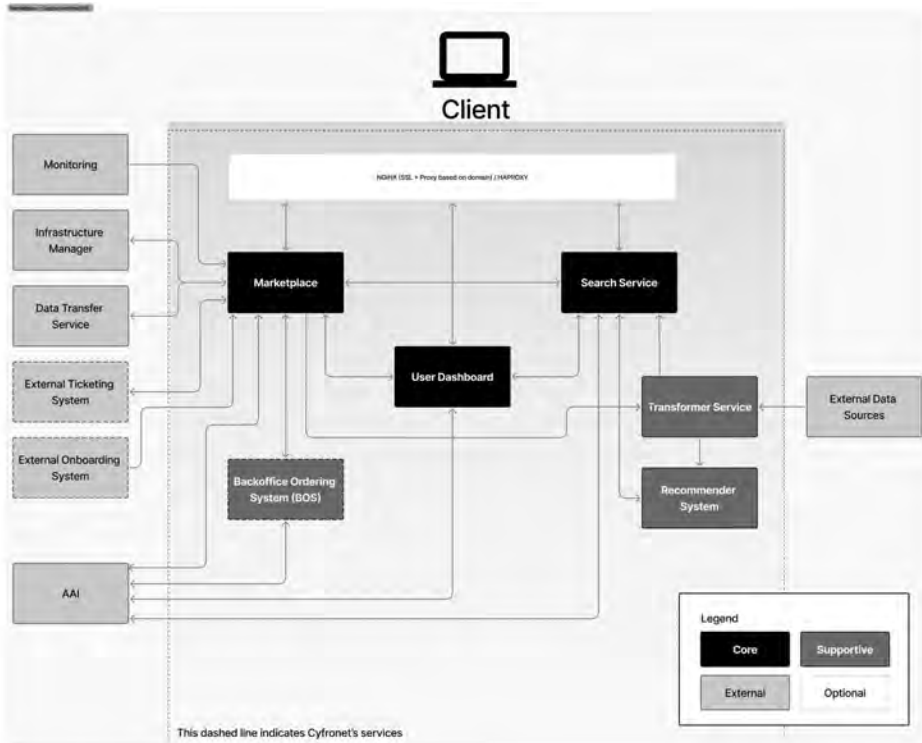 Client
Monitoring
NGINX (SSL + Proxy based on domain) / HAPROXY
Infrastructure
Manager
Marketplace
Search Service
Data Transfer
Service
User Dashboard
External Ticketing
System
Transformer Service
External Data
Sources
External Onboarding
System
Backoffice Ordering
System (BOS)
Recommender
System
AAI
Legend
Core
Supportive
External
Optional
This dashed line indicates Cyfronet's services